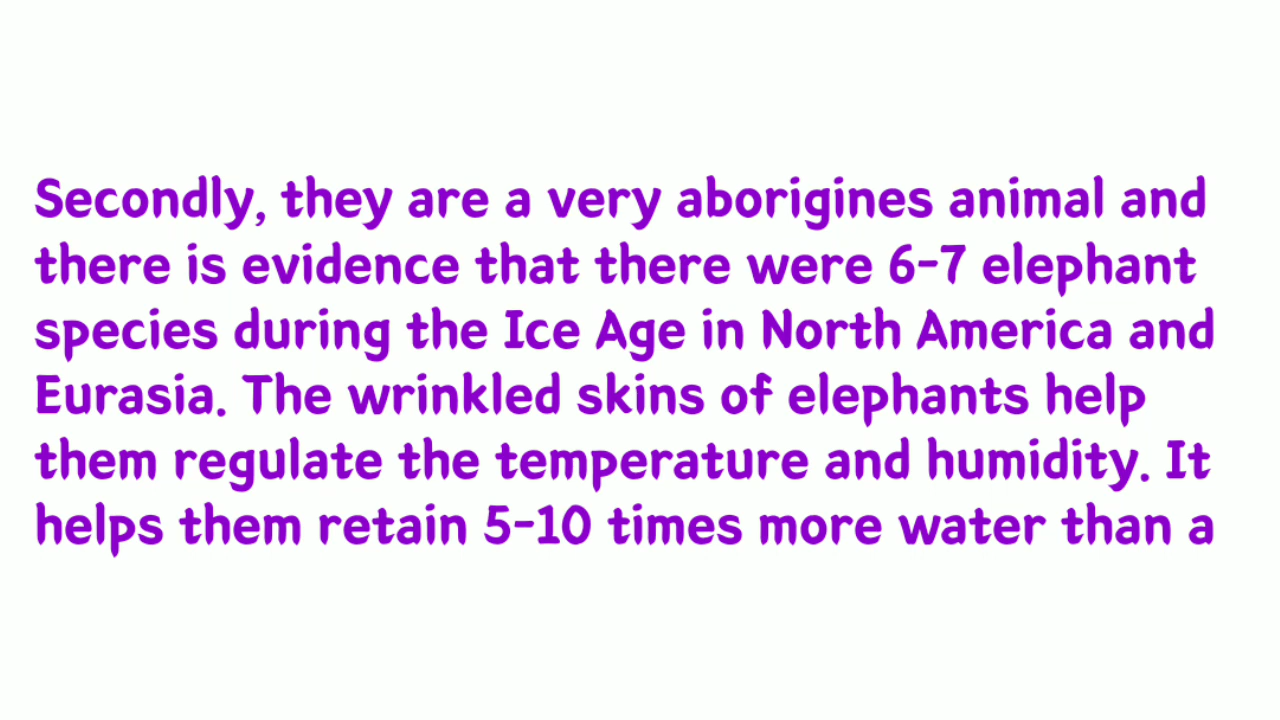 Secondly, they are a very aborigines animal and
there is evidence that there were 6-7 elephant
species during the Ice Age in North America and
Eurasia. The wrinkled skins of elephants help
them regulate the temperature and humidity. It
helps them retain 5-10 times more water than a